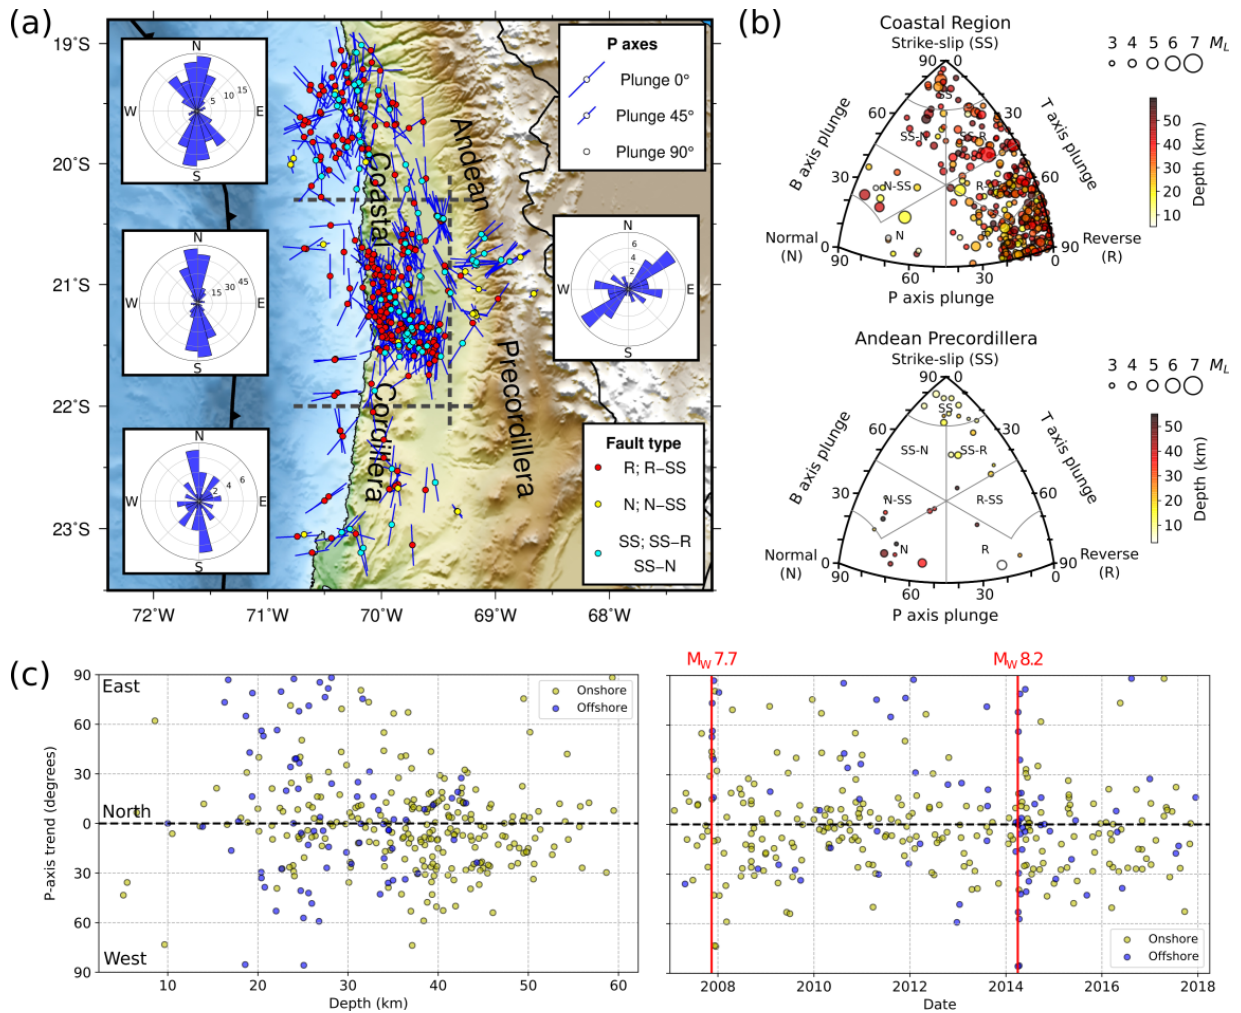 (a)
19°S
20°S
21°S
22°S
23°S
72°W
71°W
70°W
69°W
68°W
N
W
E
S
5
10
15
N
W
E
S
15
30
45
N
W
E
S
2
4
6
N
W
E
S
2
4
6
P axes
Plunge 0°
Plunge 45°
Plunge 90°
Coastal
Cordillera
Andean
Precordillera
Fault type
R; R−SS
N; N−SS
SS; SS−R
SS−N
(b)
Coastal Region
Strike-slip (SS)
3 4 5 6 7 ML
0
30
60
90
T axis plunge
B axis plunge
60
30
0
SS
SS-N
SS-R
N-SS
R-SS
N
Normal
(N)
Reverse
(R)
90
60
30
0
P axis plunge
Depth (km)
50
40
30
20
10
Andean Precordillera
Strike-slip (SS)
3 4 5 6 7 ML
0
30
60
90
T axis plunge
B axis plunge
60
30
0
SS
SS-N
SS-R
N-SS
R-SS
N
R
Normal
(N)
Reverse
(R)
90
60
30
0
P axis plunge
Depth (km)
50
40
30
20
10
(c)
P-axis trend (degrees)
90
60
30
0
30
60
90
East
North
West
Onshore
Offshore
10 20 30 40 50 60
Depth (km)
MW 7.7
MW 8.2
Onshore
Offshore
2008 2010 2012 2014 2016 2018
Date